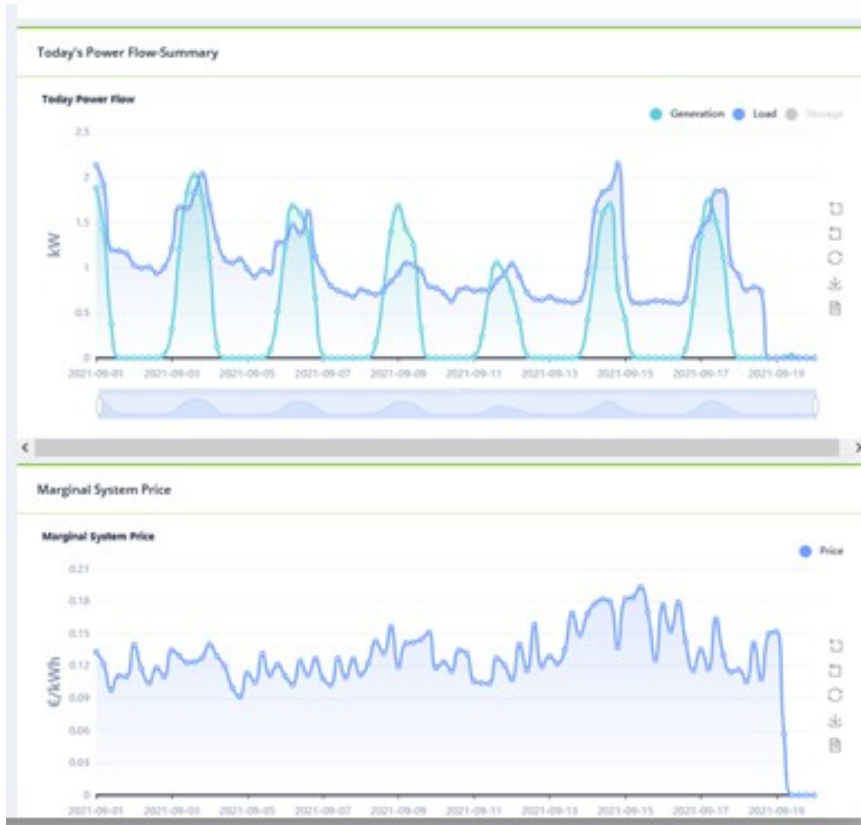 Today's Power Flow-Summary
Today Power Flow
Generation Load Storage
2.5
2
1.5
1
0.5
0
kW
2021-09-01 2021-09-03 2021-09-05 2021-09-07 2021-09-09 2021-09-11 2021-09-13 2021-09-15 2021-09-17 2021-09-19
Marginal System Price
Marginal System Price
Price
0.21
0.18
0.15
0.12
0.09
0.06
0.03
0
€/kWh
2021-09-01 2021-09-03 2021-09-05 2021-09-07 2021-09-09 2021-09-11 2021-09-13 2021-09-15 2021-09-17 2021-09-19